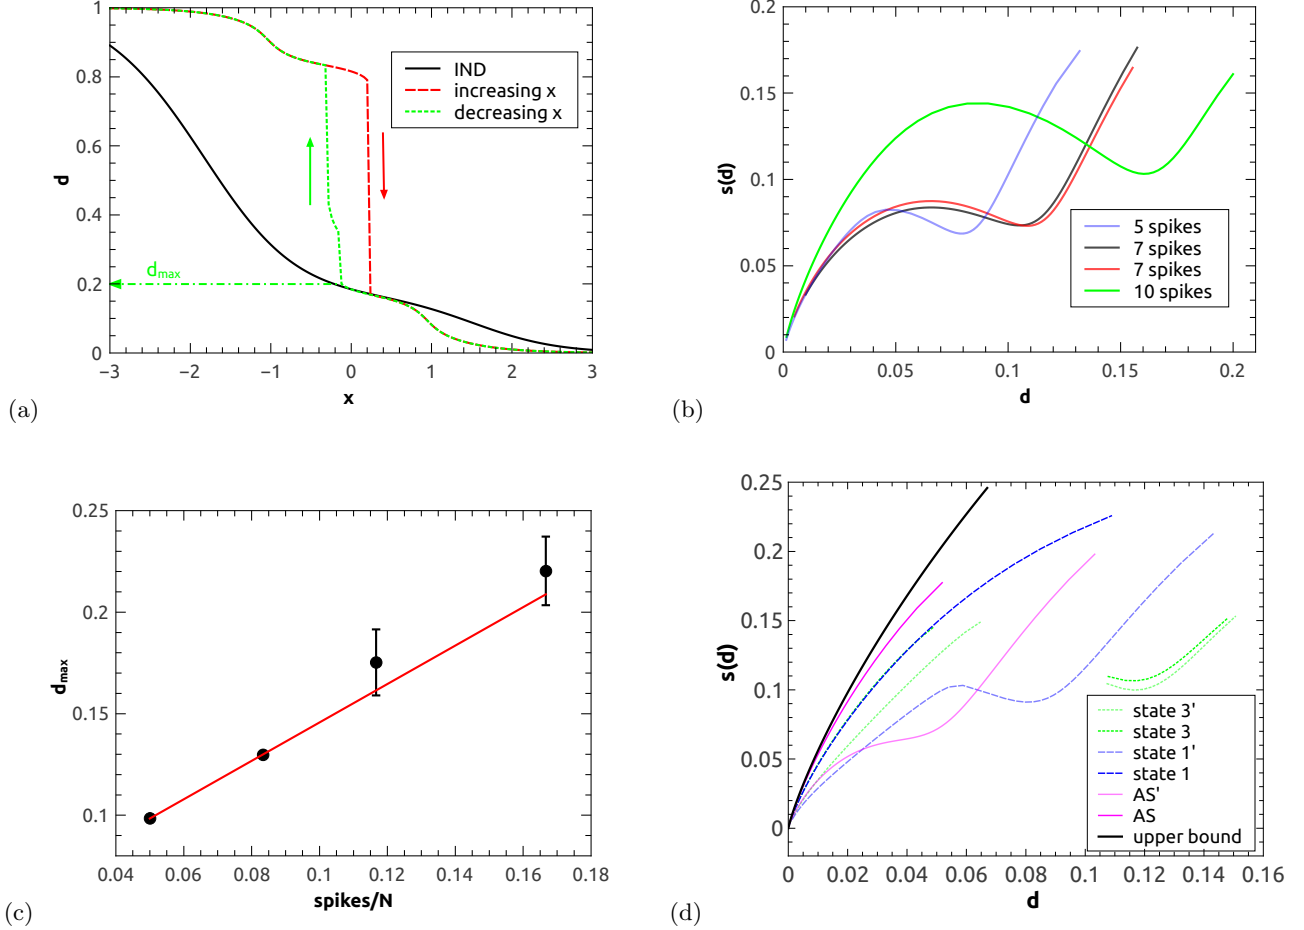 1
0.8
0.6
0.4
0.2
0
d
−3
−2
−1
0
1
2
3
x
IND
increasing x
decreasing x
dmax
(a)
0.2
0.15
0.1
0.05
0
s(d)
0
0.05
0.1
0.15
0.2
d
5 spikes
7 spikes
7 spikes
10 spikes
(b)
0.25
0.2
0.15
0.1
dmax
0.04
0.06
0.08
0.1
0.12
0.14
0.16
0.18
spikes/N
(c)
0.25
0.2
0.15
0.1
0.05
0
s(d)
0
0.02
0.04
0.06
0.08
0.1
0.12
0.14
0.16
d
state 3'
state 3
state 1'
state 1
AS'
AS
upper bound
(d)